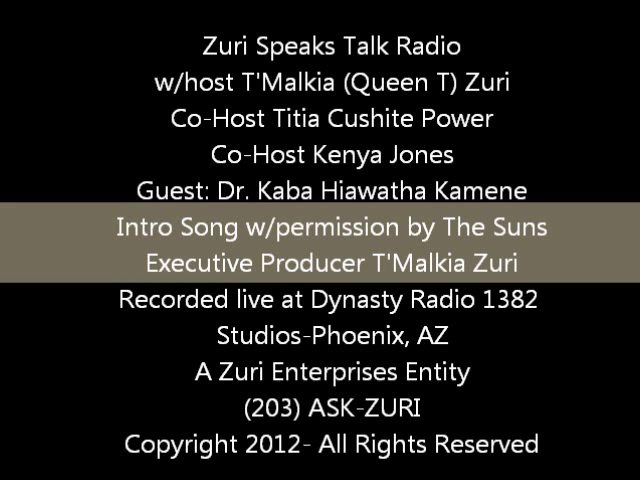 Zuri Speaks Talk Radio
w/host T'Malkia (Queen T) Zuri
Co-Host Titia Cushite Power
Co-Host Kenya Jones
Guest: Dr. Kaba Hiawatha Kamene
Intro Song w/permission by The Suns
Executive Producer T'Malkia Zuri
Recorded live at Dynasty Radio 1382
Studios-Phoenix, AZ
A Zuri Enterprises Entity
(203) ASK-ZURI
Copyright 2012- All Rights Reserved